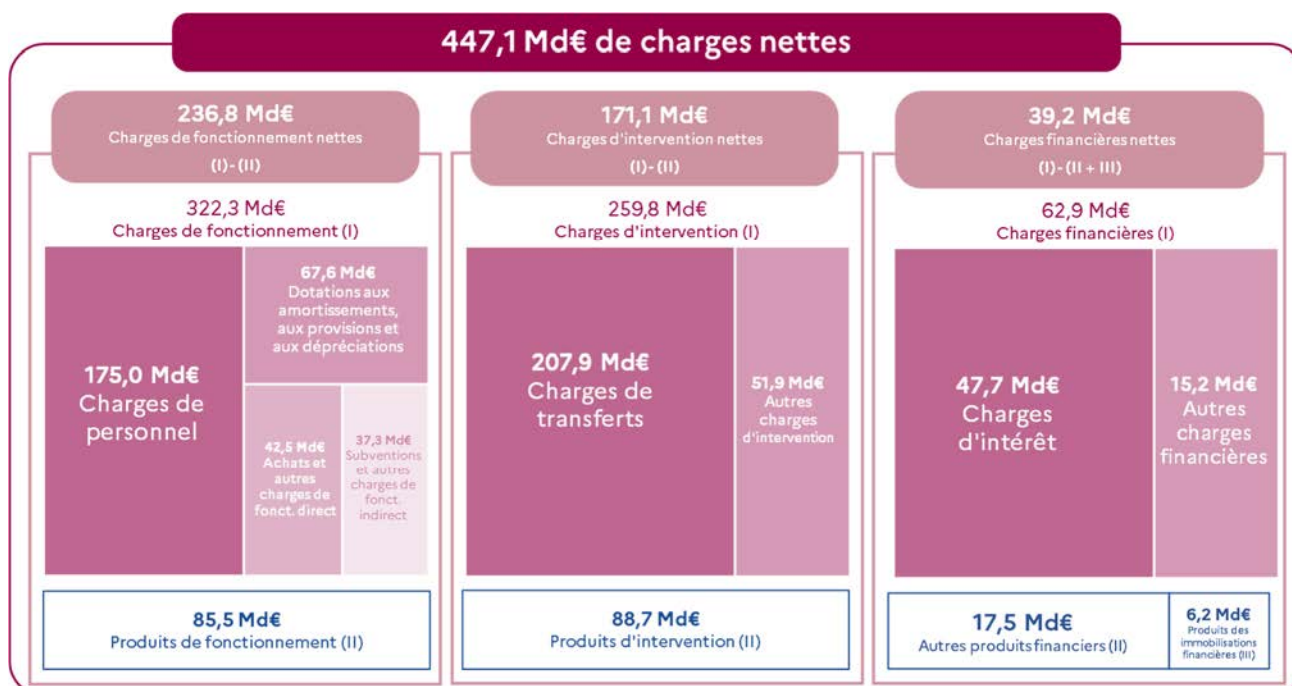 447,1 Md€ de charges nettes
236,8 Md€
Charges de fonctionnement nettes
(I)-(II)
322,3 Md€
Charges de fonctionnement (I)
175,0 Md€
Charges de
personnel
67,6 Md€
Dotations aux
amortissements,
aux provisions et
aux dépréciations
42,5 Md€
Achats et
autres
charges de
fonct. direct
37,3 Md€
Subventions
et autres
charges de
fonct.
indirect
85,5 Md€
Produits de fonctionnement (II)
171,1 Md€
Charges d'intervention nettes
(I)-(II)
259,8 Md€
Charges d'intervention (I)
207,9 Md€
Charges de
transferts
51,9 Md€
Autres
charges
d'intervention
88,7 Md€
Produits d'intervention (II)
39,2 Md€
Charges financières nettes
(I)-(II + III)
62,9 Md€
Charges financières (I)
47,7 Md€
Charges
d'intérêt
15,2 Md€
Autres
charges
financières
17,5 Md€
Autres produits financiers (II)
6,2 Md€
Produits des
immobilisations
financières (III)